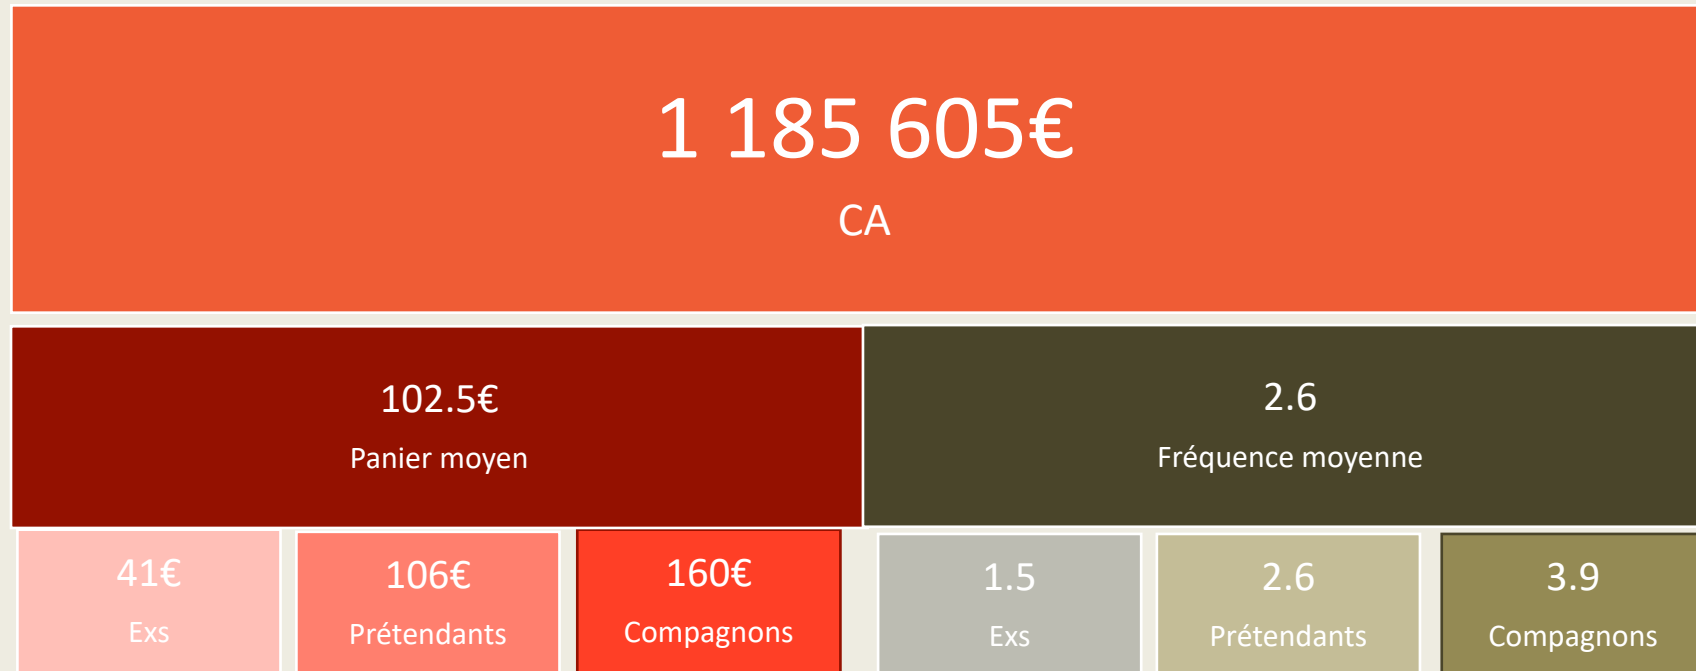 1 185 605€
CA
102.5€
Panier moyen
2.6
Fréquence moyenne
41€
Exs
106€
Prétendants
160€
Compagnons
1.5
Exs
2.6
Prétendants
3.9
Compagnons